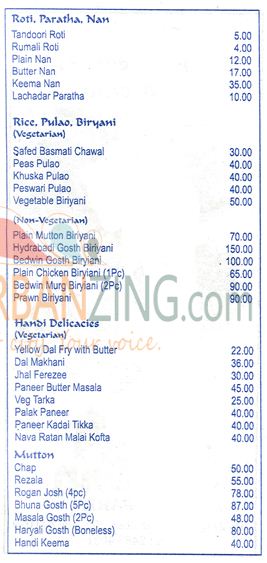 Roti, Paratha, Nan
Tandoori Roti 5.00
Rumali Roti 4.00
Plain Nan 12.00
Butter Nan 17.00
Keema Nan 35.00
Lachadar Paratha 10.00
Rice, Pulao, Biryani
(Vegetarian)
Safed Basmati Chawal 30.00
Peas Pulao 40.00
Khuska Pulao 40.00
Peswari Pulao 40.00
Vegetable Biriyani 50.00
(Non-Vegetarian)
Plain Mutton Biriyani 70.00
Hydrabadi Gosth Biryiani 150.00
Bedwin Gosth Biryiani 100.00
Plain Chicken Biryiani (1Pc) 65.00
Bedwin Murg Biryiani (2Pc) 90.00
Prawn Biriyani 90.00
RBANZING.com
Handi Delicacies
(Vegetarian)
your voice.
Yellow Dal Fry with Butter 22.00
Dal Makhani 36.00
Jhal Ferezee 30.00
Paneer Butter Masala 45.00
Veg Tarka 25.00
Palak Paneer 40.00
Paneer Kadai Tikka 40.00
Nava Ratan Malai Kofta 40.00
Mutton
Chap 50.00
Rezala 55.00
Rogan Josh (4pc) 78.00
Bhuna Gosth (5Pc) 87.00
Masala Gosth (2Pc) 48.00
Haryali Gosth (Boneless) 80.00
Handi Keema 40.00